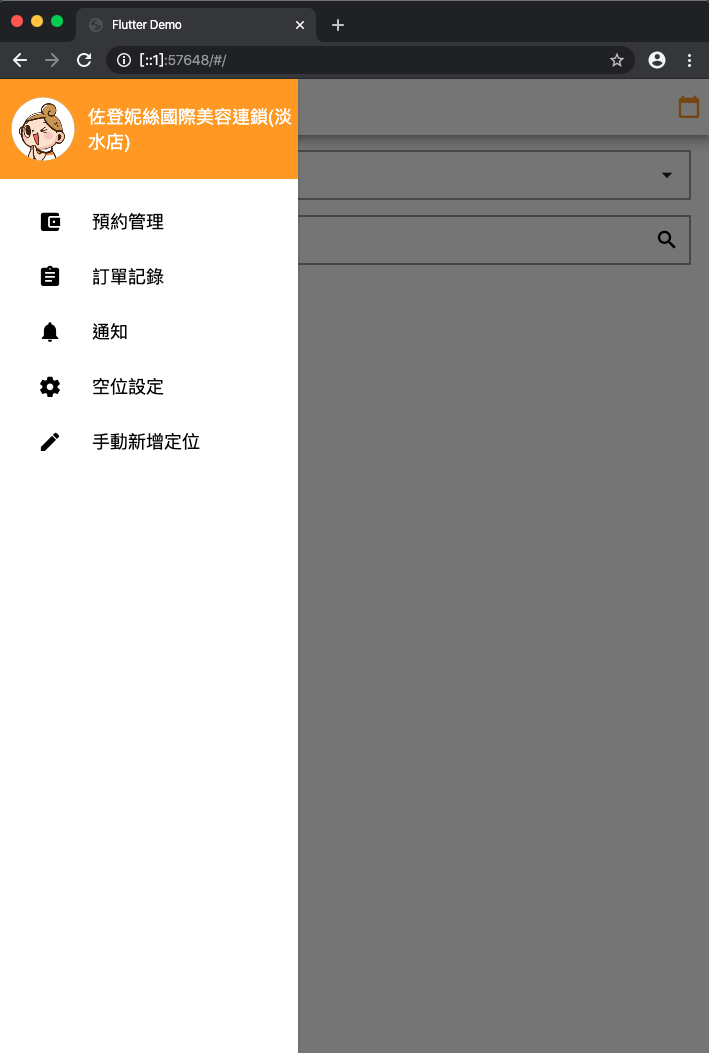 Flutter Demo
[::1]:57648/#/
佐登妮絲國際美容連鎖(淡
水店)
預約管理
訂單記錄
通知
空位設定
手動新增定位